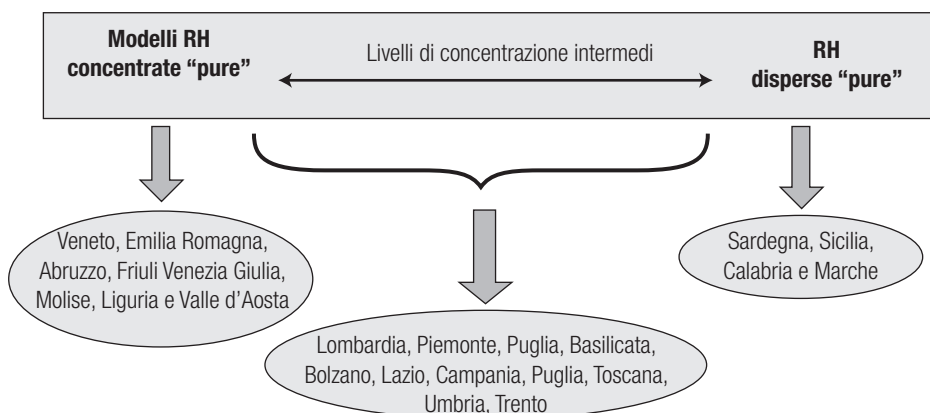 Modelli RH
concentrate “pure”
Livelli di concentrazione intermedi
RH
disperse “pure”
Veneto, Emilia Romagna,
Abruzzo, Friuli Venezia Giulia,
Molise, Liguria e Valle d’Aosta
Sardegna, Sicilia,
Calabria e Marche
Lombardia, Piemonte, Puglia, Basilicata,
Bolzano, Lazio, Campania, Puglia, Toscana,
Umbria, Trento